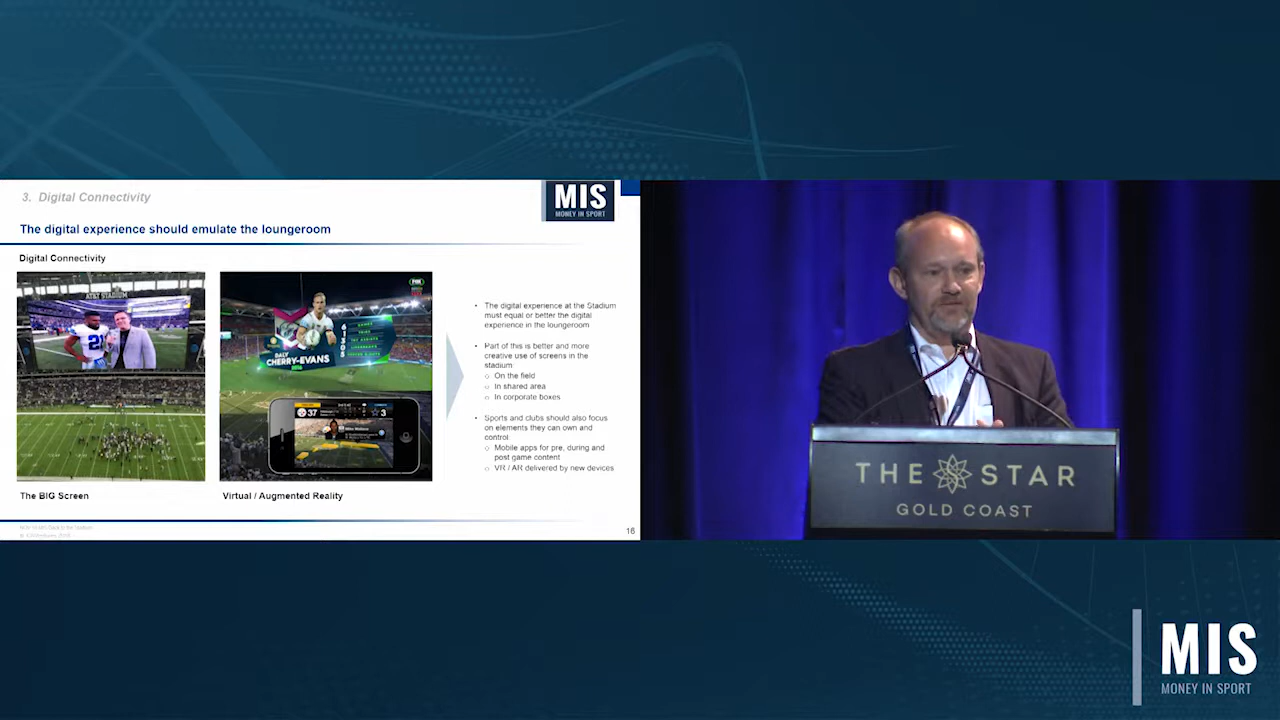 3. Digital Connectivity
MIS
MONEY IN SPORT
The digital experience should emulate the loungeroom
Digital Connectivity
AT&T STADIUM
DALY
CHERRY-EVANS
FOX
37
3
• The digital experience at the Stadium
must equal or better the digital
experience in the loungeroom
• Part of this is better and more
creative use of screens in the
stadium
○ On the field
○ In shared area
○ In corporate boxes
• Sports and clubs should also focus
on elements they can own and
control
○ Mobile apps for pre, during and
post game content
○ VR / AR delivered by new devices
The BIG Screen
Virtual / Augmented Reality
16
THE STAR
GOLD COAST
MIS
MONEY IN SPORT